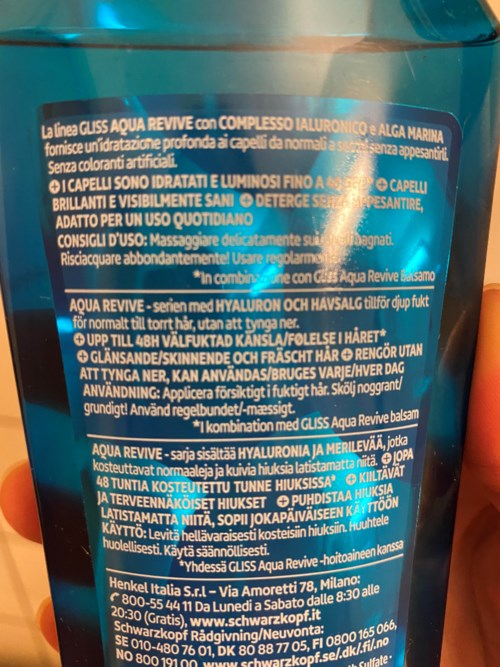 La linea GLISS AQUA REVIVE con COMPLESSO IALURONICO e ALGA MARINA
fornisce un'idratazione profonda ai capelli da normali a senza appesantirli.
Senza coloranti artificiali.
I CAPELLI SONO IDRATATI E LUMINOSI FINO A CAPELLI
BRILLANTI E VISIBILMENTE SANI DETERGE SENZA APPESANTIRE,
ADATTO PER UN USO QUOTIDIANO
CONSIGLI D'USO: Massaggiare delicatamente bagnati.
Risciacquare abbondantemente! Usare regolarmente
*In combinazione con Gliss Aqua Revive Balsamo
AQUA REVIVE - serien med HYALURON OCH HAVSALG tillför djup fukt
för normalt till torrt hår, utan att tynga ner.
UPP TILL 48H VÄLFUKTAD KÄNSLA/FØLELSE I HÅRET*
GLÄNSANDE/SKINNENDE OCH FRÄSCHT HÅR RENGÖR UTAN
ATT TYNGA NER, KAN ANVÄNDAS/BRUGES VARJE/HVER DAG
ANVÄNDNING: Applicera försiktigt i fuktigt hår. Skölj noggrant/
grundigt! Använd regelbundet/-mæssigt.
*I kombination med GLISS Aqua Revive balsam
AQUA REVIVE - sarja sisältää HYALURONIA JA MERILEVÄÄ, jotka
kosteuttavat normaaleja ja kuivia hiuksia latistamatta niitä. JOPA
48 TUNTIA KOSTEUTETTU TUNNE HIUKSISSA* KIILTÄVÄT
JA TERVEENNÄKÖISET HIUKSET PUHDISTAA HIUKSIA
LATISTAMATTA NIITÄ, SOPII JOKAPÄIVÄISEEN KÄYTTÖÖN
KÄYTTÖ: Levitä hellävaraisesti kosteisiin hiuksiin. Huuhtele
huolellisesti. Käytä säännöllisesti.
*Yhdessä GLISS Aqua Revive -hoitoaineen kanssa
Henkel Italia S.r.l – Via Amoretti 78, Milano:
800-55 44 11 Da Lunedi a Sabato dalle 8:30 alle
20:30 (Gratis), www.schwarzkopf.it
Schwarzkopf Rådgivning/Neuvonta:
SE 010-480 76 01, DK 80 88 77 05, FI 0800 165 066,
NO 800 191 00, www.schwarzkopf.se/.dk/.fi/.no
Sulfate